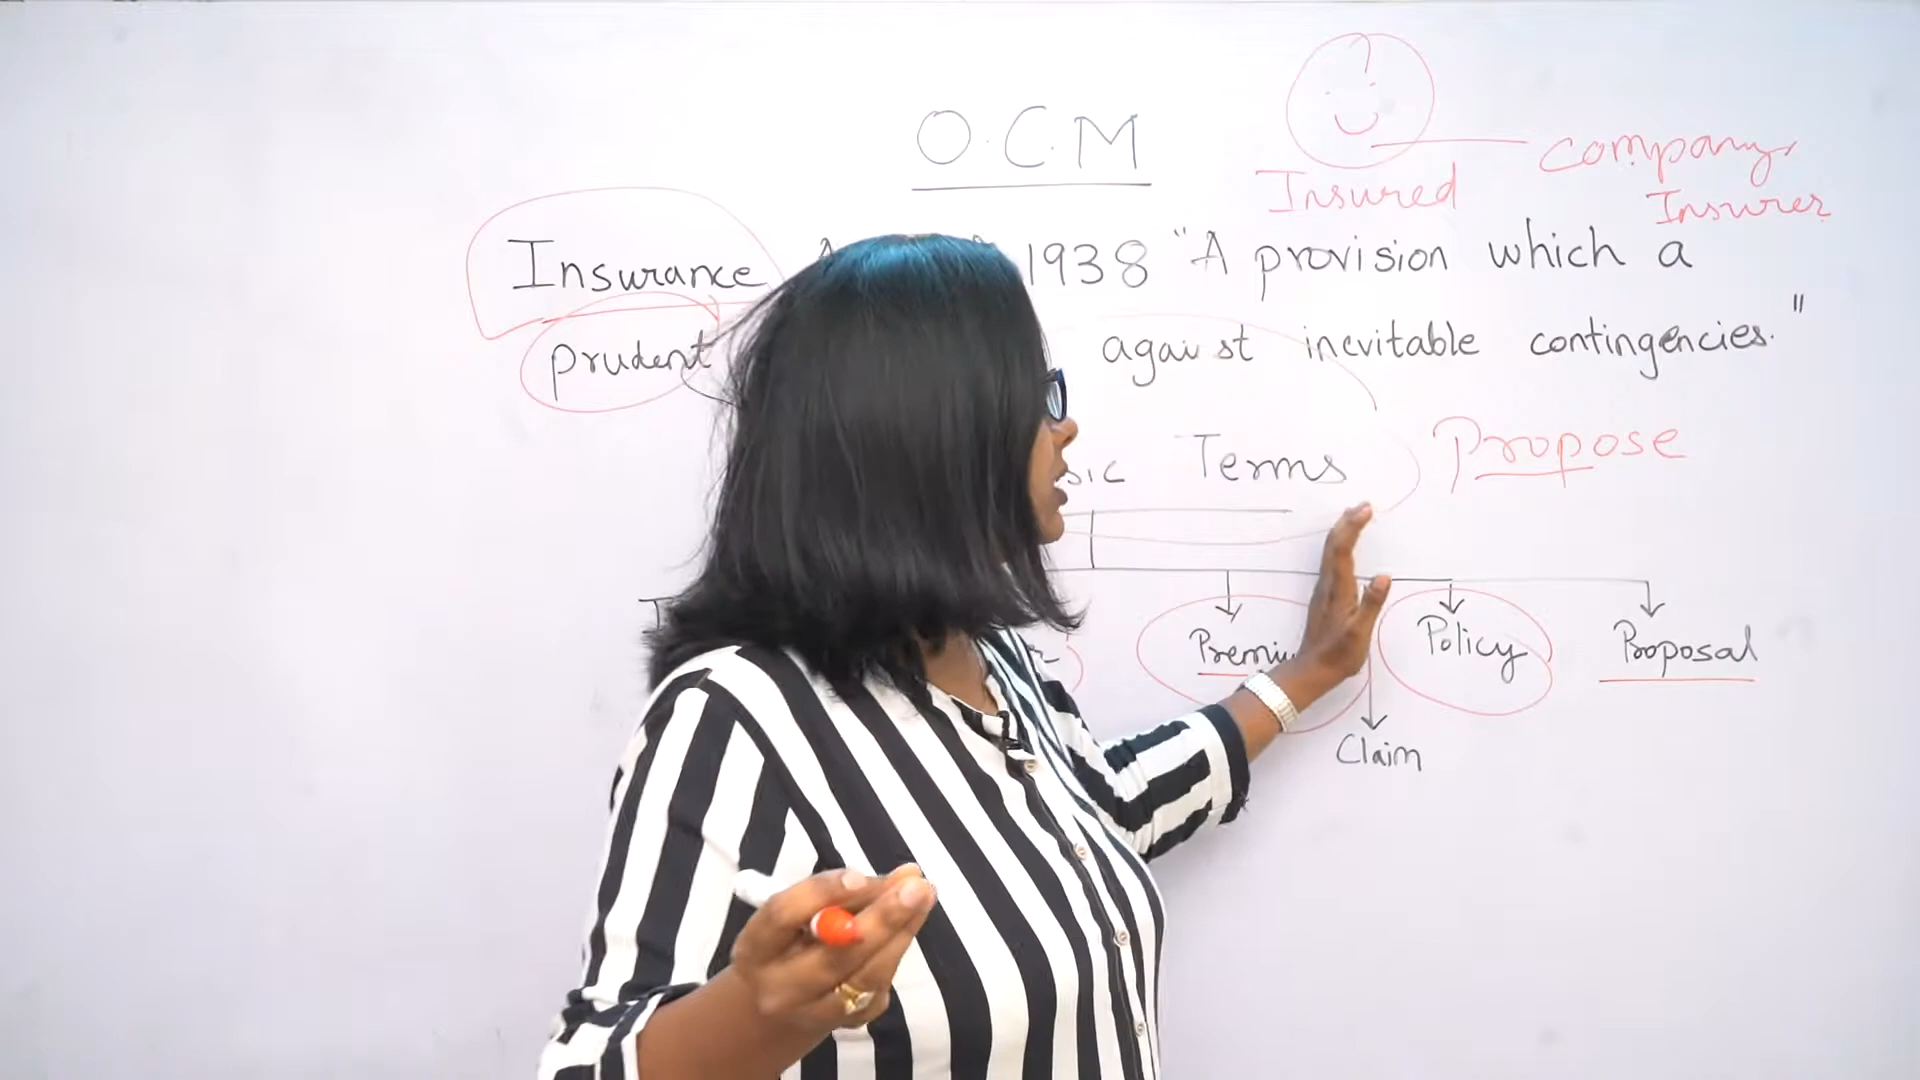 O.C.M
Company
Insured
Insurer
Insurance 1938 "A provision which a
prudent against inevitable contingencies."
Terms
Propose
Policy
Proposal
Claim